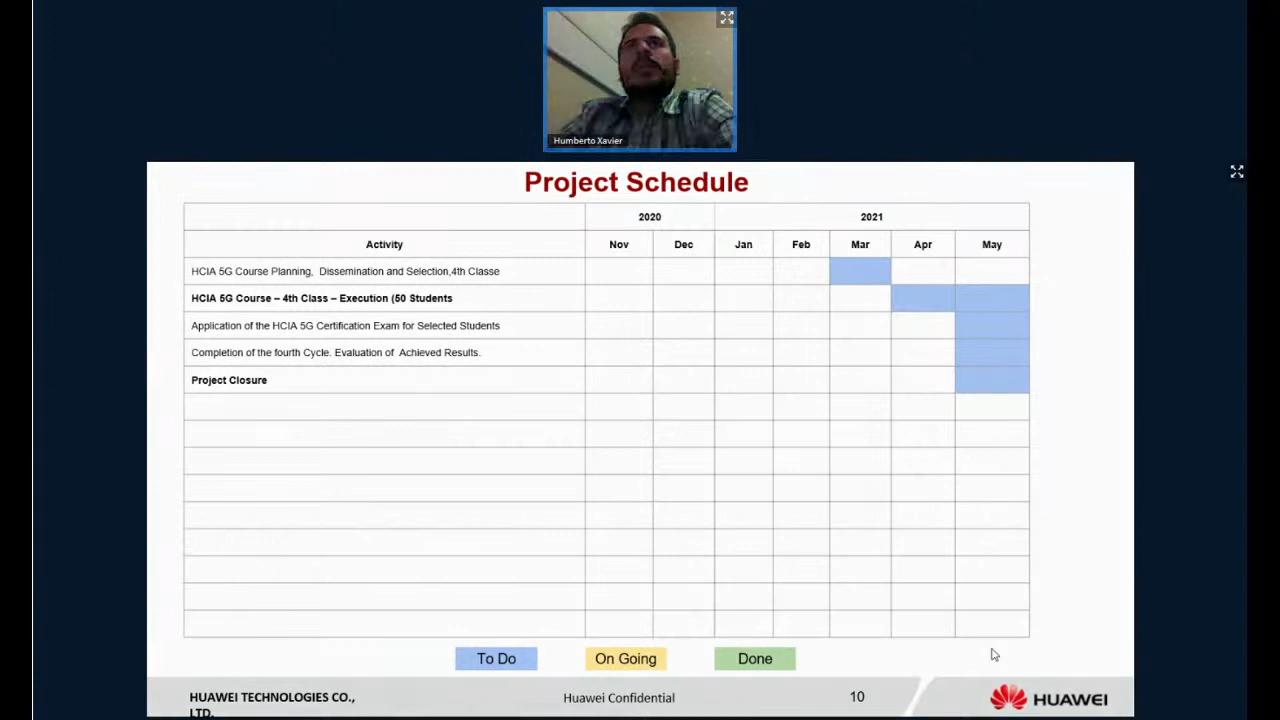 Humberto Xavier
Project Schedule
2020 2021
Activity Nov Dec Jan Feb Mar Apr May
HCIA 5G Course Planning, Dissemination and Selection,4th Classe
HCIA 5G Course – 4th Class – Execution (50 Students
Application of the HCIA 5G Certification Exam for Selected Students
Completion of the fourth Cycle. Evaluation of Achieved Results.
Project Closure
To Do On Going Done
HUAWEI TECHNOLOGIES CO., LTD.
Huawei Confidential
10
HUAWEI